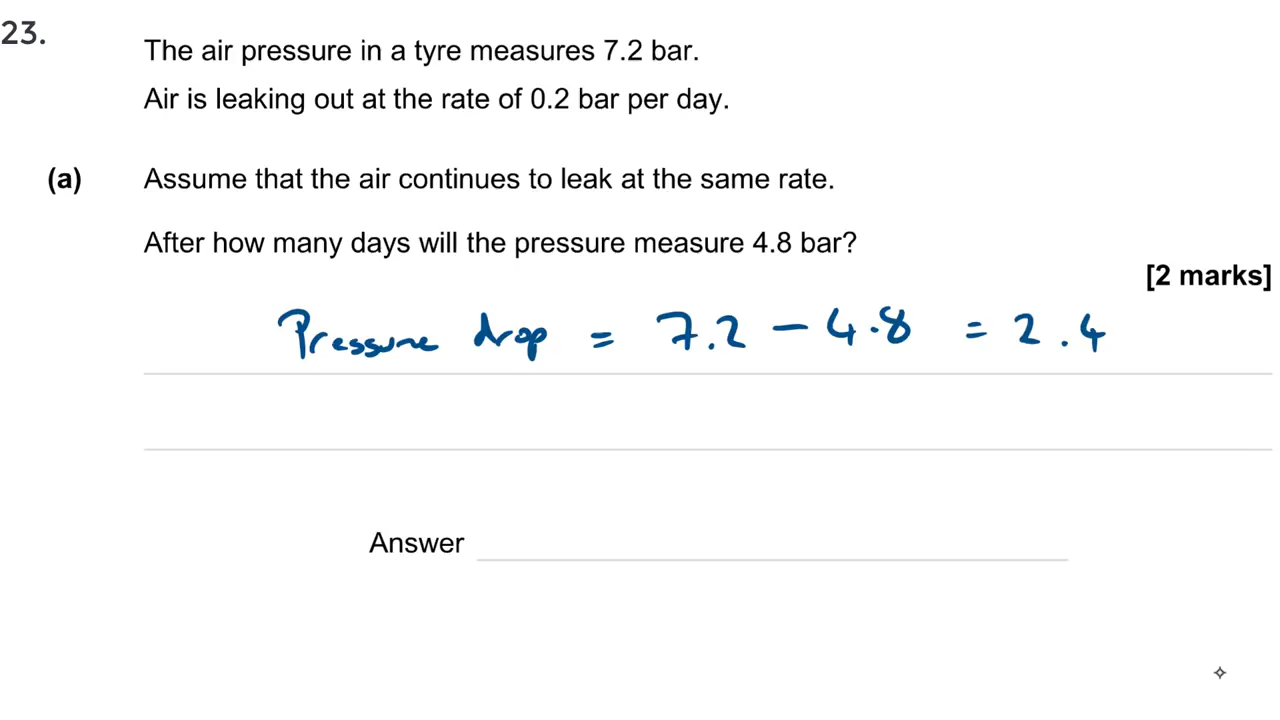 23.
The air pressure in a tyre measures 7.2 bar.
Air is leaking out at the rate of 0.2 bar per day.
(a) Assume that the air continues to leak at the same rate.
After how many days will the pressure measure 4.8 bar?
[2 marks]
Pressure drop = 7.2 - 4.8 = 2.4
Answer